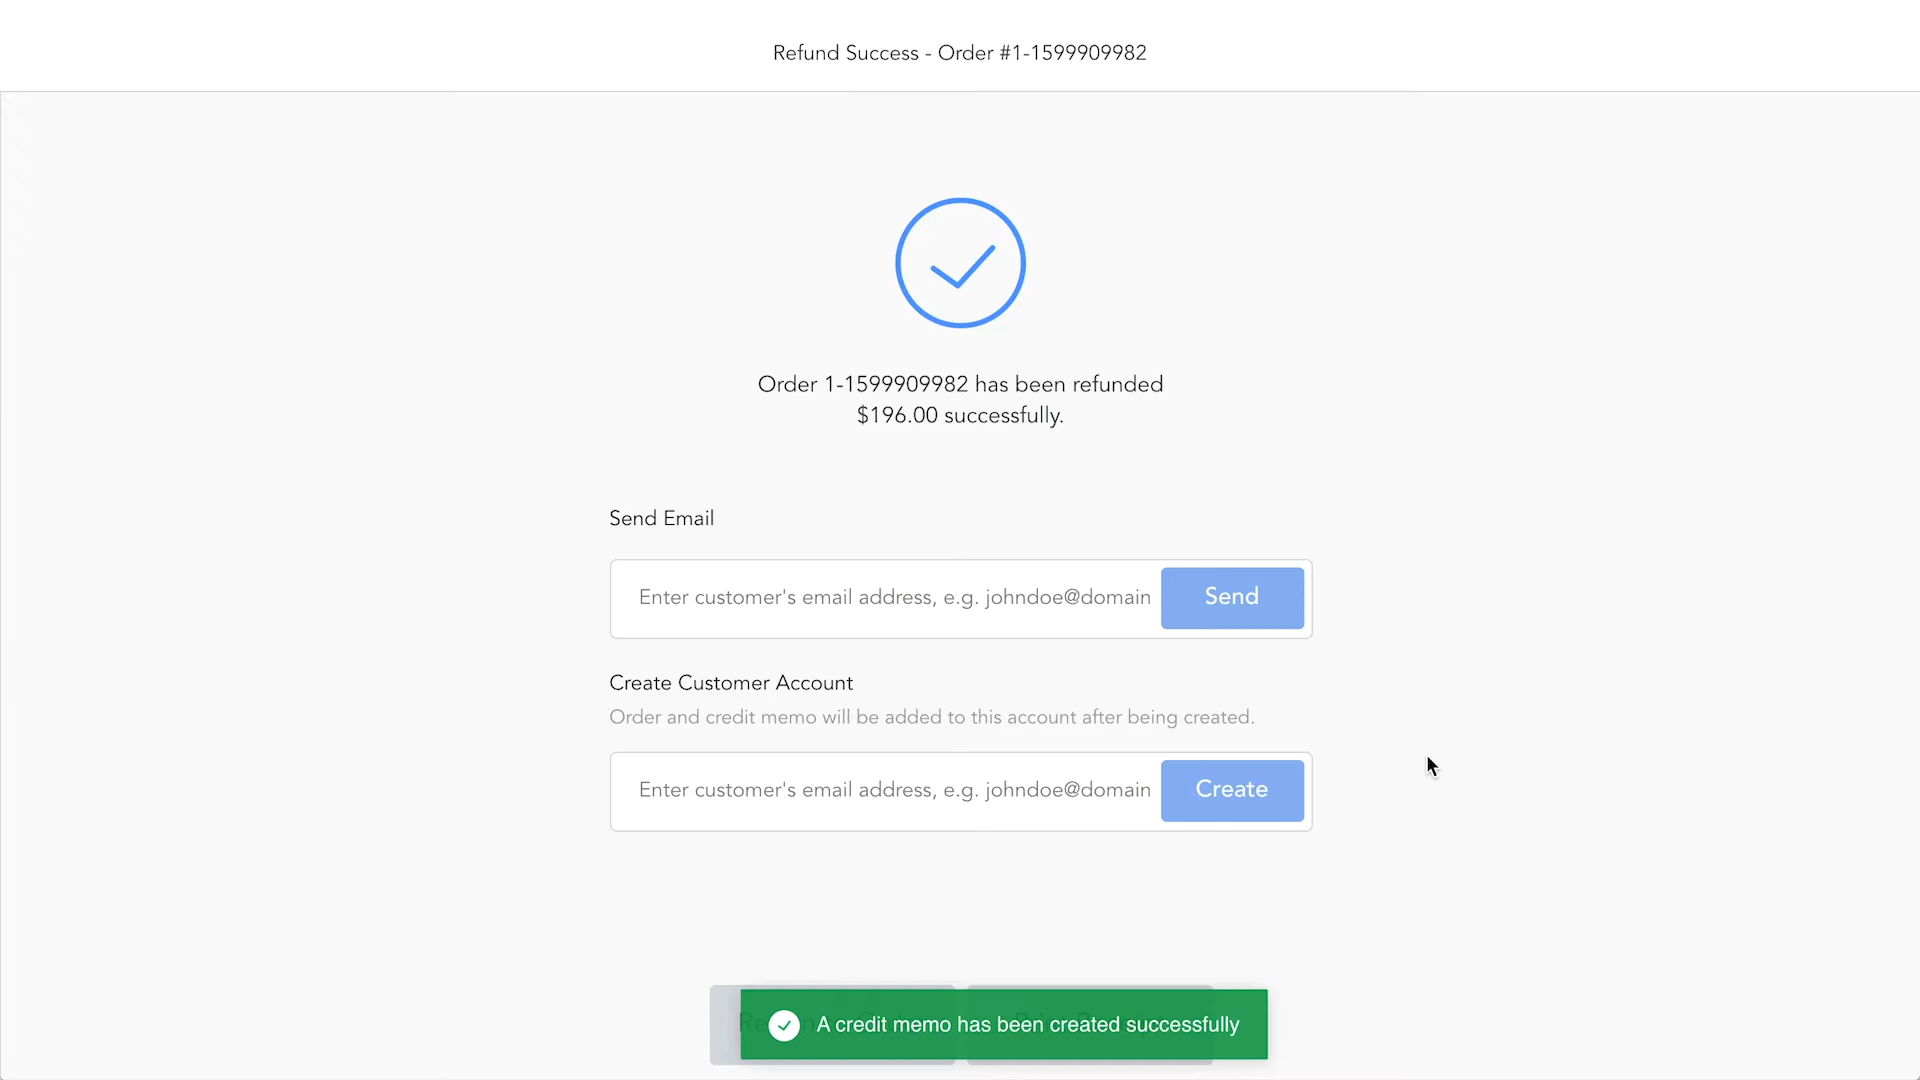 Refund Success - Order #1-1599909982
Order 1-1599909982 has been refunded
$196.00 successfully.
Send Email
Enter customer's email address, e.g. johndoe@domain
Send
Create Customer Account
Order and credit memo will be added to this account after being created.
Enter customer's email address, e.g. johndoe@domain
Create
A credit memo has been created successfully